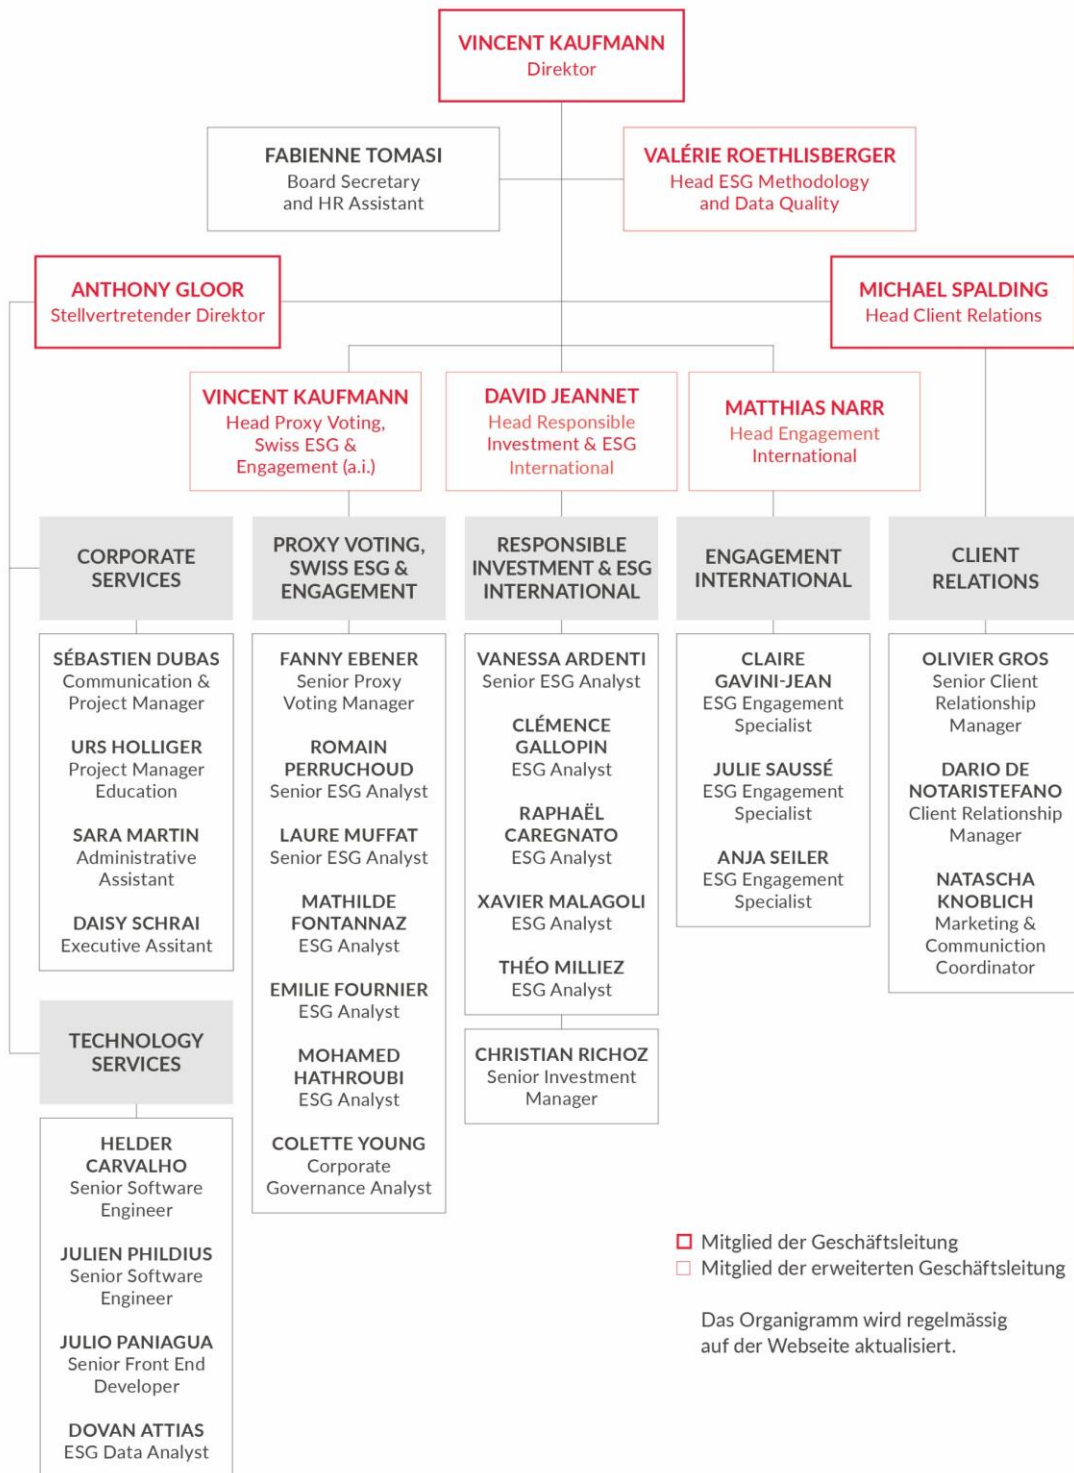 VINCENT KAUFMANN
Direktor
FABIENNE TOMASI
Board Secretary
and HR Assistant
VALÉRIE ROETHLISBERGER
Head ESG Methodology
and Data Quality
ANTHONY GLOOR
Stellvertretender Direktor
MICHAEL SPALDING
Head Client Relations
VINCENT KAUFMANN
Head Proxy Voting,
Swiss ESG &
Engagement (a.i.)
DAVID JEANNET
Head Responsible
Investment & ESG
International
MATTHIAS NARR
Head Engagement
International
CORPORATE
SERVICES
SÉBASTIEN DUBAS
Communication &
Project Manager
URS HOLLIGER
Project Manager
Education
SARA MARTIN
Administrative
Assistant
DAISY SCHRAI
Executive Assitant
TECHNOLOGY
SERVICES
HELDER
CARVALHO
Senior Software
Engineer
JULIEN PHILDIUS
Senior Software
Engineer
JULIO PANIAGUA
Senior Front End
Developer
DOVAN ATTIAS
ESG Data Analyst
PROXY VOTING,
SWISS ESG &
ENGAGEMENT
FANNY EBENER
Senior Proxy
Voting Manager
ROMAIN
PERRUCHOUD
Senior ESG Analyst
LAURE MUFFAT
Senior ESG Analyst
MATHILDE
FONTANNAZ
ESG Analyst
EMILIE FOURNIER
ESG Analyst
MOHAMED
HATHROUBI
ESG Analyst
COLETTE YOUNG
Corporate
Governance Analyst
RESPONSIBLE
INVESTMENT & ESG
INTERNATIONAL
VANESSA ARDENTI
Senior ESG Analyst
CLÉMENCE
GALLOPIN
ESG Analyst
RAPHAËL
CAREGNATO
ESG Analyst
XAVIER MALAGOLI
ESG Analyst
THÉO MILLIEZ
ESG Analyst
CHRISTIAN RICHOZ
Senior Investment
Manager
ENGAGEMENT
INTERNATIONAL
CLAIRE
GAVINI-JEAN
ESG Engagement
Specialist
JULIE SAUSSÉ
ESG Engagement
Specialist
ANJA SEILER
ESG Engagement
Specialist
CLIENT
RELATIONS
OLIVIER GROS
Senior Client
Relationship
Manager
DARIO DE
NOTARISTEFANO
Client Relationship
Manager
NATASCHA
KNOBLICH
Marketing &
Communiction
Coordinator
Mitglied der Geschäftsleitung
Mitglied der erweiterten Geschäftsleitung
Das Organigramm wird regelmässig
auf der Webseite aktualisiert.